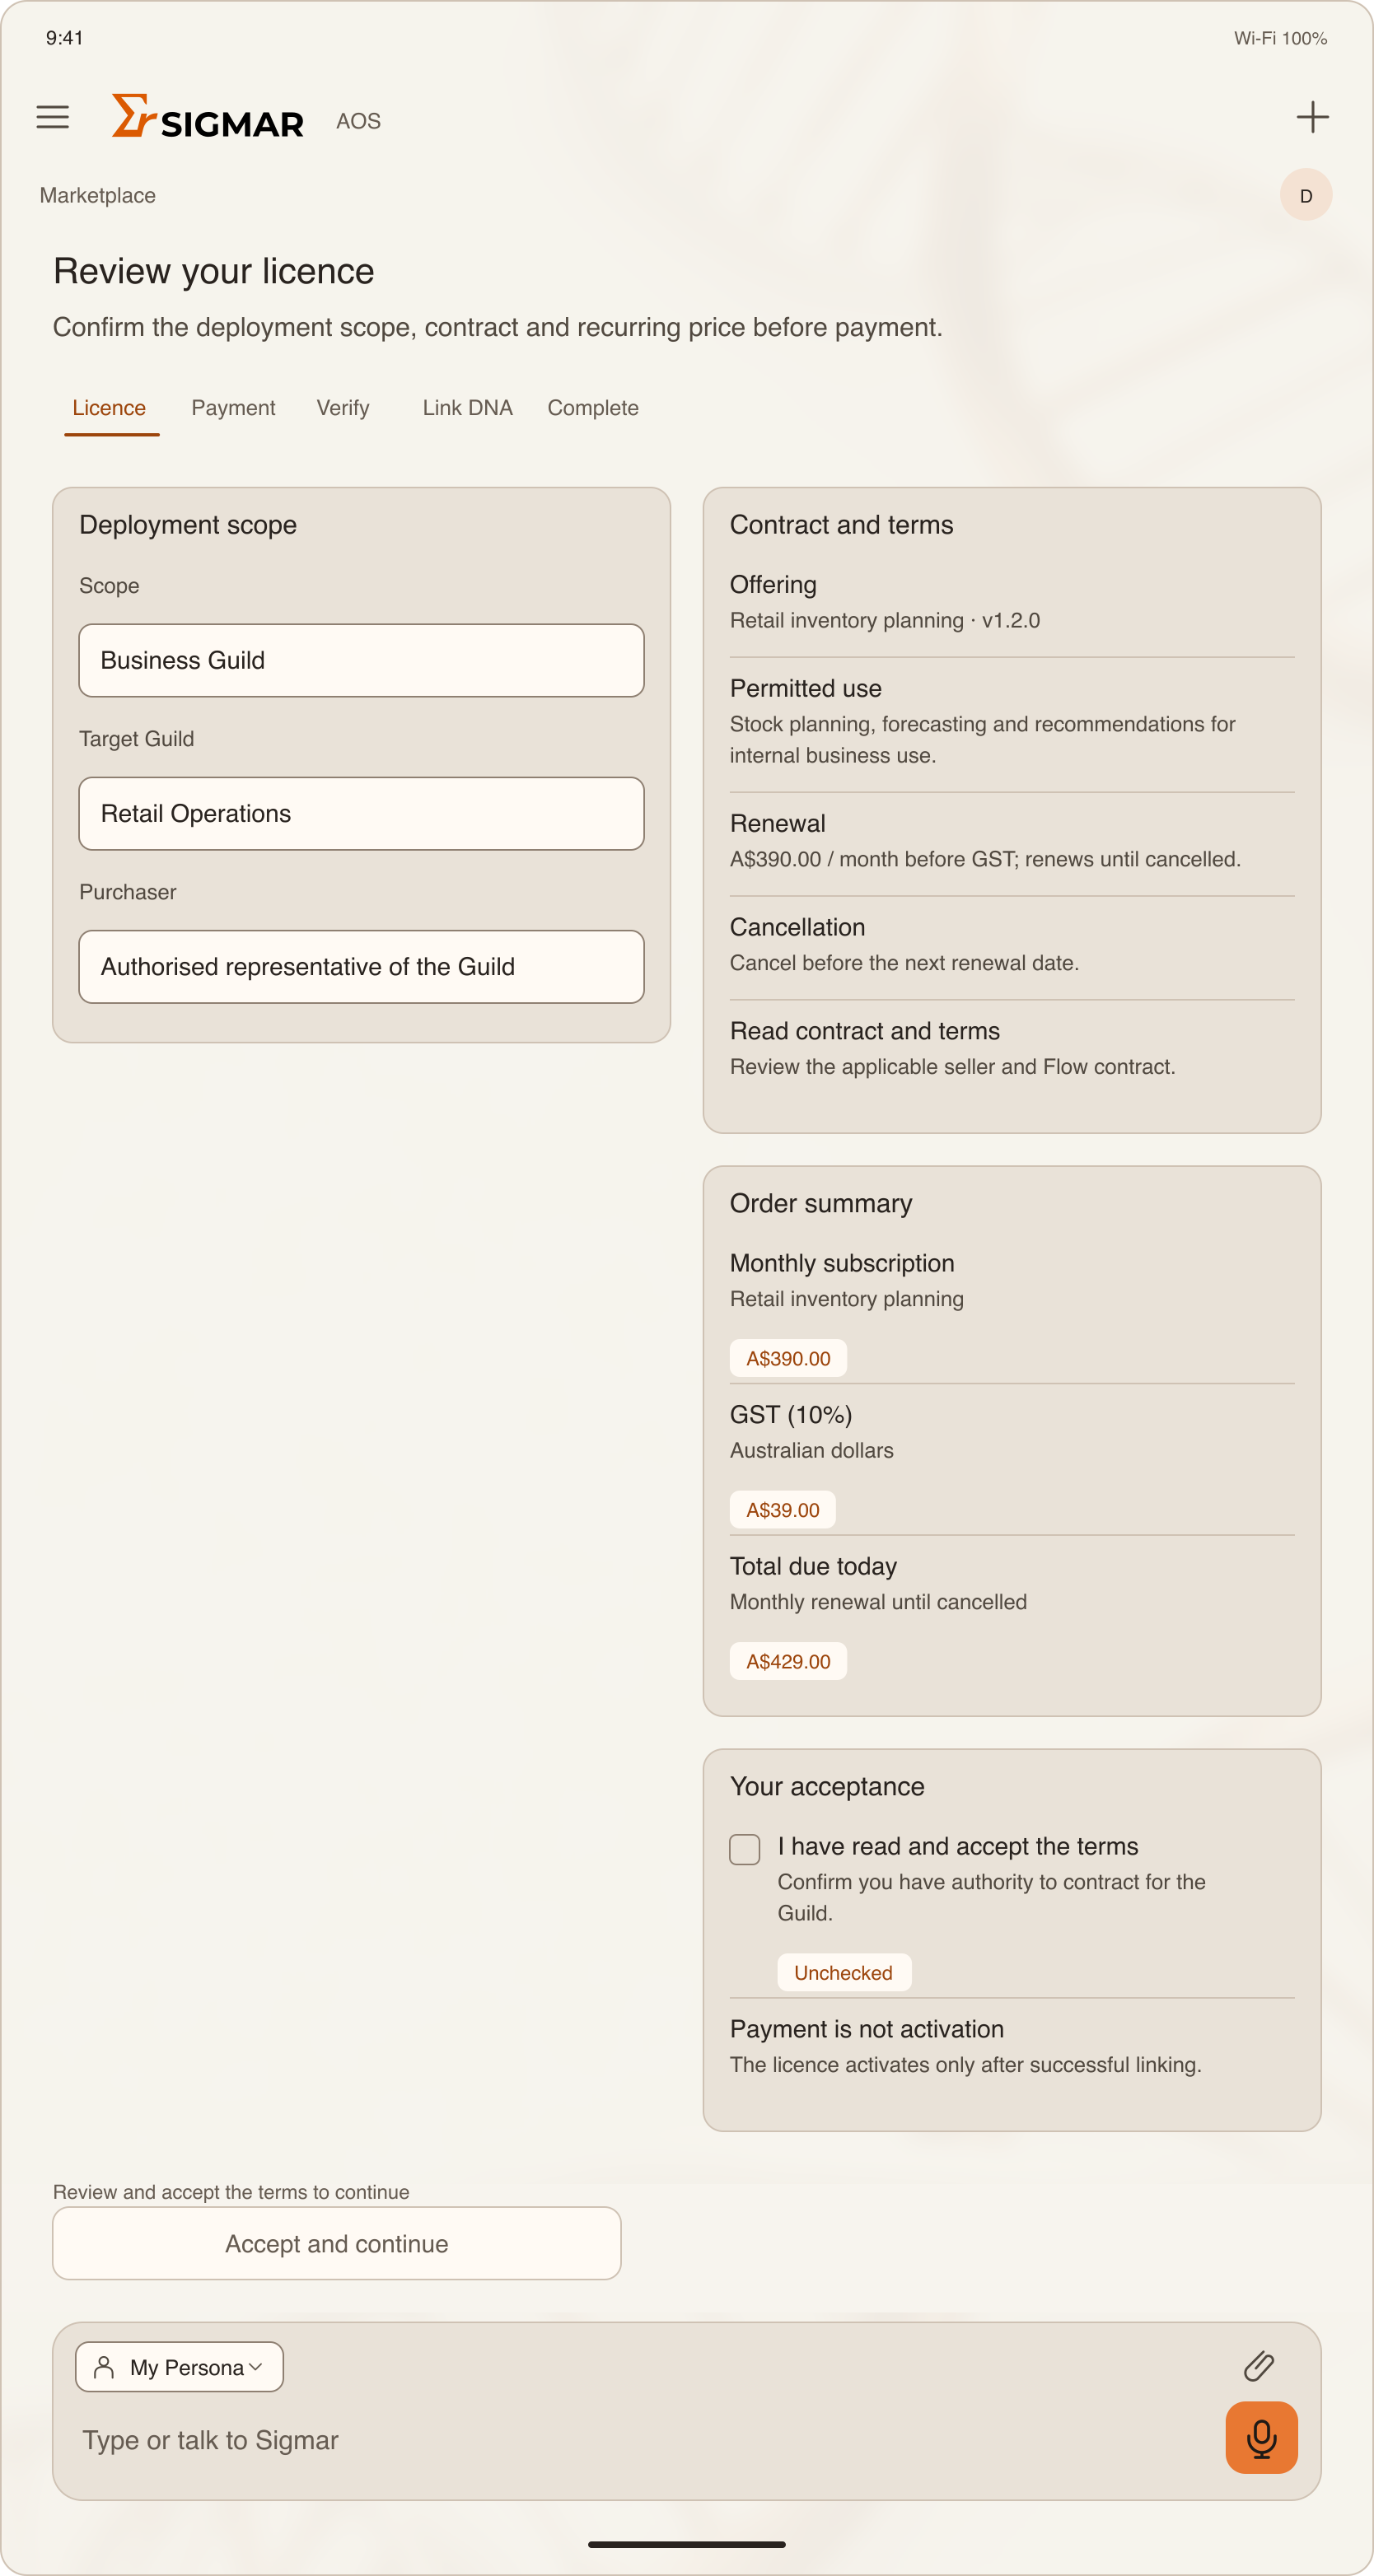 9:41
Wi-Fi 100%
Σr SIGMAR AOS
Marketplace
D
Review your licence
Confirm the deployment scope, contract and recurring price before payment.
Licence Payment Verify Link DNA Complete
Deployment scope
Scope
Business Guild
Target Guild
Retail Operations
Purchaser
Authorised representative of the Guild
Contract and terms
Offering
Retail inventory planning · v1.2.0
Permitted use
Stock planning, forecasting and recommendations for
internal business use.
Renewal
A$390.00 / month before GST; renews until cancelled.
Cancellation
Cancel before the next renewal date.
Read contract and terms
Review the applicable seller and Flow contract.
Order summary
Monthly subscription
Retail inventory planning
A$390.00
GST (10%)
Australian dollars
A$39.00
Total due today
Monthly renewal until cancelled
A$429.00
Your acceptance
I have read and accept the terms
Confirm you have authority to contract for the
Guild.
Unchecked
Payment is not activation
The licence activates only after successful linking.
Review and accept the terms to continue
Accept and continue
My Persona
Type or talk to Sigmar